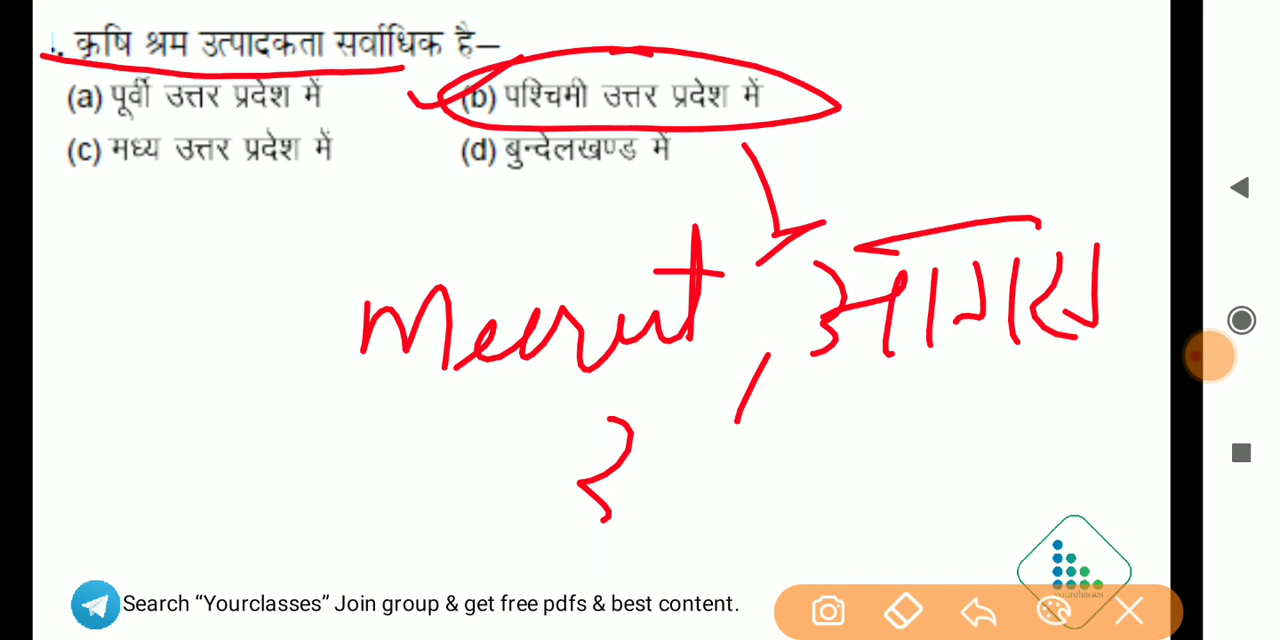 . कृषि श्रम उत्पादकता सर्वाधिक है–
(a) पूर्वी उत्तर प्रदेश में (b) पश्चिमी उत्तर प्रदेश में
(c) मध्य उत्तर प्रदेश में (d) बुन्देलखण्ड में
Meerut, आगरा
र
Search “Yourclasses” Join group & get free pdfs & best content.
yourclasses